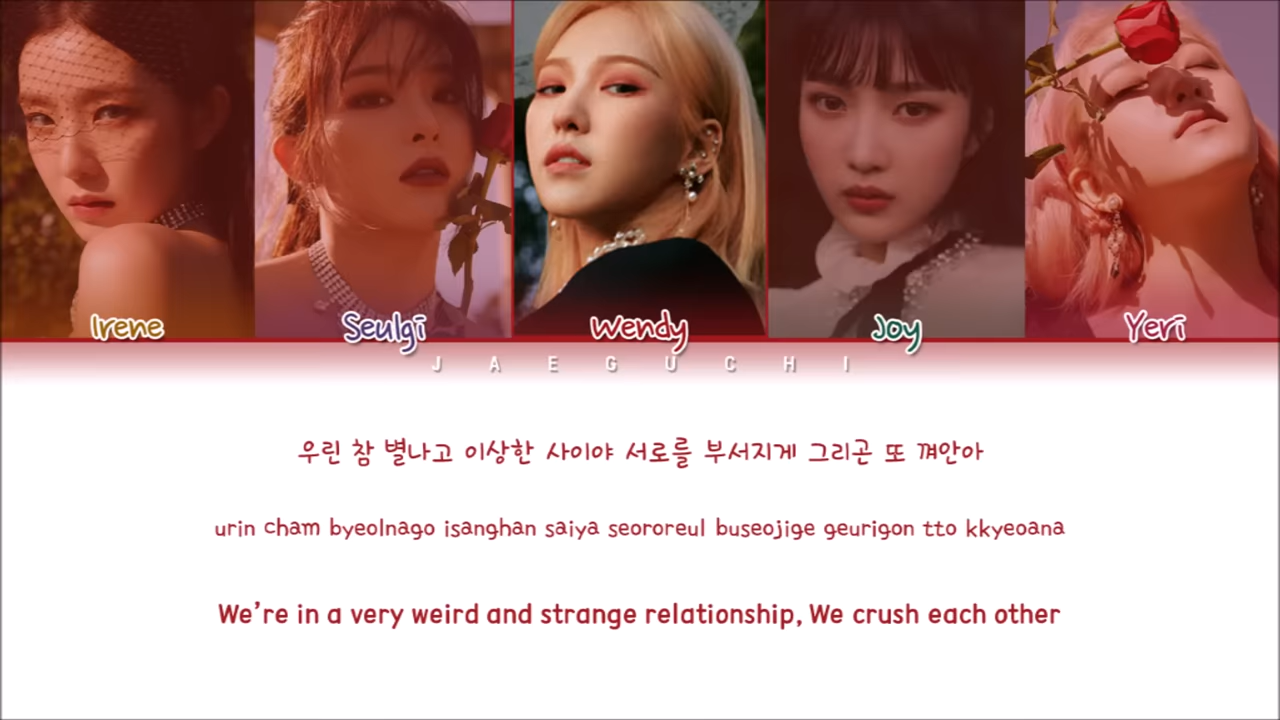 Irene Seulgi Wendy Joy Yeri
JAEGUCHI
우린 참 별나고 이상한 사이야 서로를 부서지게 그리곤 또 껴안아
urin cham byeolnago isanghan saiya seororeul buseojige geurigon tto kkyeoana
We're in a very weird and strange relationship, We crush each other